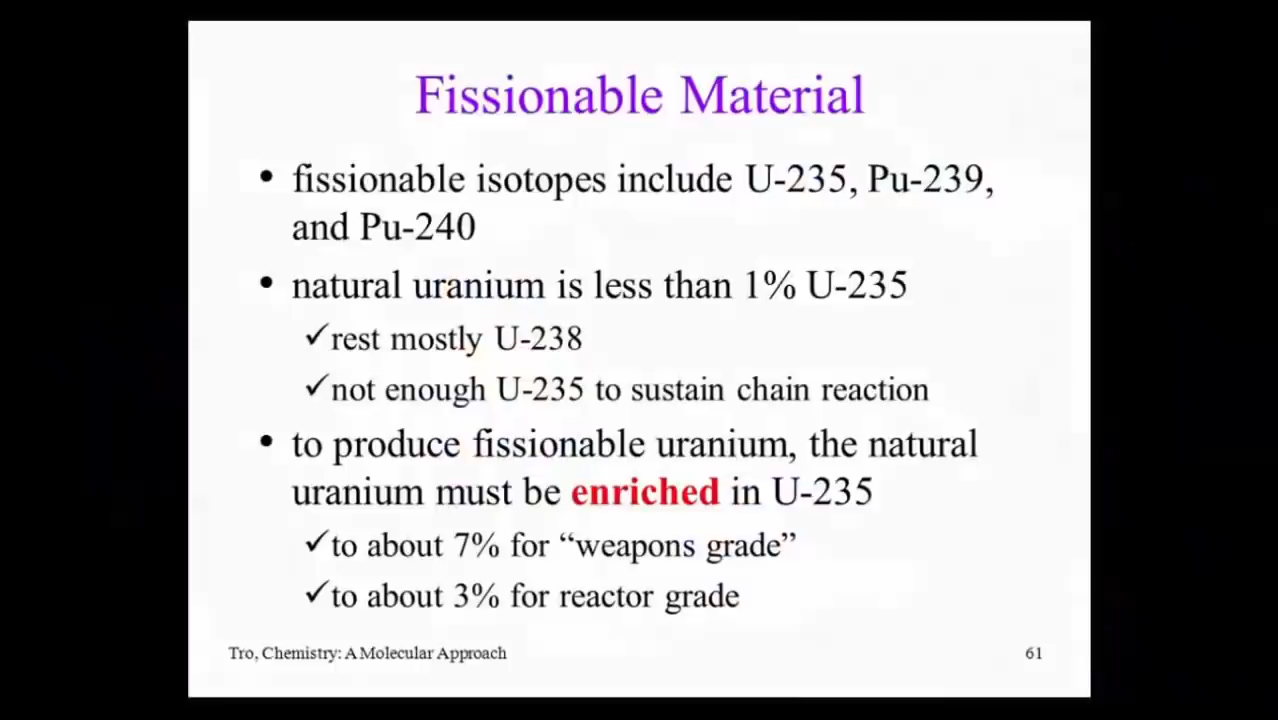 Fissionable Material
• fissionable isotopes include U-235, Pu-239,
and Pu-240
• natural uranium is less than 1% U-235
✓rest mostly U-238
✓not enough U-235 to sustain chain reaction
• to produce fissionable uranium, the natural
uranium must be enriched in U-235
✓to about 7% for “weapons grade”
✓to about 3% for reactor grade
Tro, Chemistry: A Molecular Approach 61